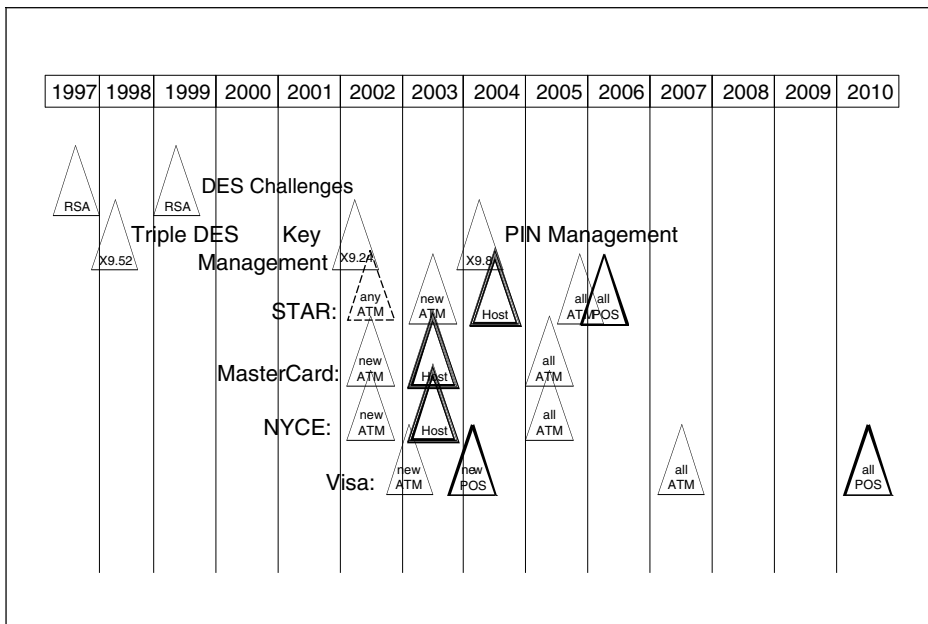 1997 1998 1999 2000 2001 2002 2003 2004 2005 2006 2007 2008 2009 2010
RSA RSA DES Challenges
X9.52 Triple DES Key X9.24 X9.8 PIN Management
Management
STAR: any ATM new ATM Host all ATM all POS
MasterCard: new ATM Host all ATM
NYCE: new ATM Host all ATM
Visa: new ATM new POS all ATM all POS